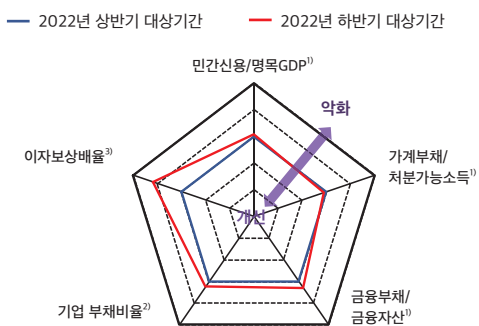 2022년 상반기 대상기간 2022년 하반기 대상기간
민간신용/명목GDP¹⁾
악화
이자보상배율³⁾
가계부채/
처분가능소득¹⁾
개선
기업 부채비율²⁾
금융부채/
금융자산¹⁾